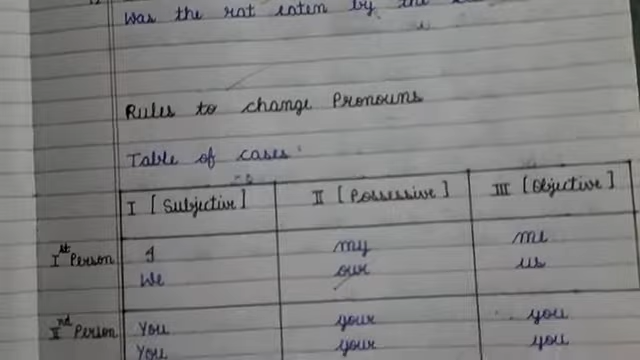 Was the rat eaten by the
Rules to change Pronouns
Table of cases:
I [Subjective] II [Possessive] III [Objective]
Ist Person I my me
We our us
IInd Person You your you
You your you